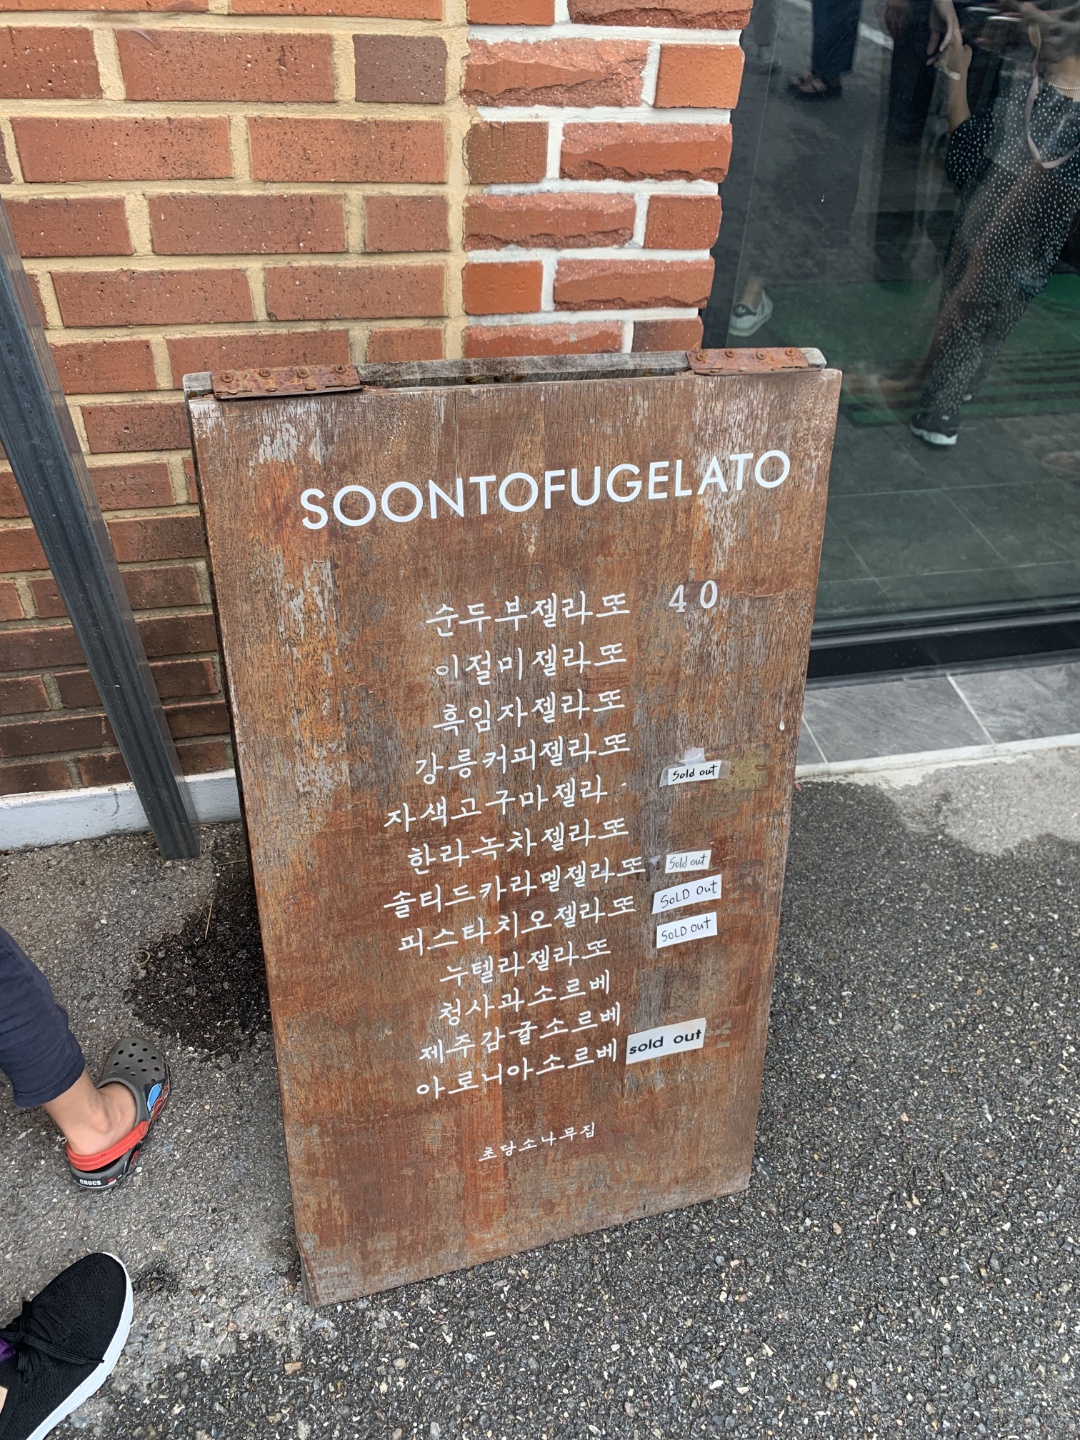 SOONTOFUGELATO
순두부젤라또 40
이절미젤라또
흑임자젤라또
강릉커피젤라또
자색고구마젤라 Sold out
한라녹차젤라또
솔티드카라멜젤라또 Sold out
피스타치오젤라또 SOLD OUT
누텔라젤라또 SOLD OUT
청사과소르베
제주감귤소르베
아로니아소르베 sold out
초당소나무집
CROCS